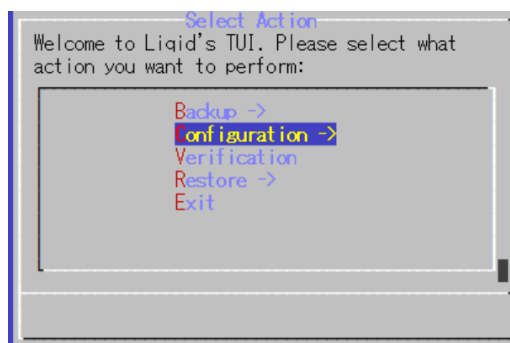 Select Action
Welcome to Liqid's TUI. Please select what
action you want to perform:
Backup ->
Configuration ->
Verification
Restore ->
Exit